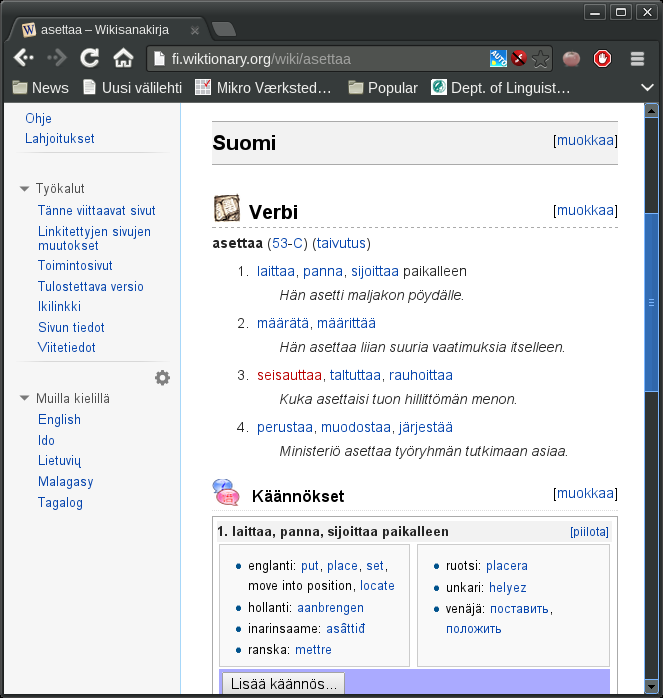 asettaa – Wikisanakirja
fi.wiktionary.org/wiki/asettaa
AUTO
News Uusi välilehti Mikro Værksted… Popular Dept. of Linguist…
Ohje
Lahjoitukset
Työkalut
Tänne viittaavat sivut
Linkitettyjen sivujen
muutokset
Toimintosivut
Tulostettava versio
Ikilinkki
Sivun tiedot
Viitetiedot
Muilla kielillä
English
Ido
Lietuvių
Malagasy
Tagalog
Suomi [muokkaa]
Verbi [muokkaa]
asettaa (53-C) (taivutus)
1. laittaa, panna, sijoittaa paikalleen
Hän asetti maljakon pöydälle.
2. määrätä, määrittää
Hän asettaa liian suuria vaatimuksia itselleen.
3. seisauttaa, taltuttaa, rauhoittaa
Kuka asettaisi tuon hillittömän menon.
4. perustaa, muodostaa, järjestää
Ministeriö asettaa työryhmän tutkimaan asiaa.
Käännökset [muokkaa]
1. laittaa, panna, sijoittaa paikalleen [piilota]
englanti: put, place, set,
move into position, locate
hollanti: aanbrengen
inarinsaame: asâttiđ
ranska: mettre
ruotsi: placera
unkari: helyez
venäjä: поставить,
положить
Lisää käännös...